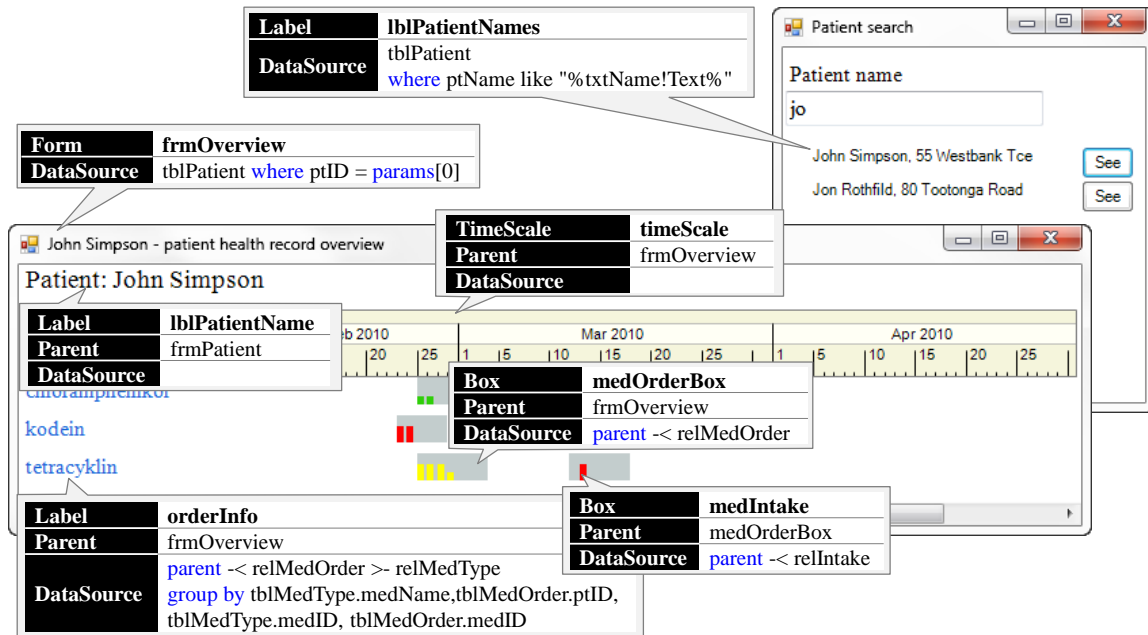 Label lblPatientNames
DataSource tblPatient
where ptName like "%txtName!Text%"
Patient search
Patient name
jo
John Simpson, 55 Westbank Tce See
Jon Rothfild, 80 Tootonga Road See
Form frmOverview
DataSource tblPatient where ptID = params[0]
John Simpson - patient health record overview
Patient: John Simpson
TimeScale timeScale
Parent frmOverview
DataSource
Label lblPatientName
Parent frmPatient
DataSource
2010 Mar 2010 Apr 2010
20 25 1 5 10 15 20 25 1 5 10 15 20 25
Box medOrderBox
Parent frmOverview
DataSource parent -< relMedOrder
kodein
tetracyklin
Label orderInfo
Parent frmOverview
DataSource parent -< relMedOrder >- relMedType
group by tblMedType.medName,tblMedOrder.ptID,
tblMedType.medID, tblMedOrder.medID
Box medIntake
Parent medOrderBox
DataSource parent -< relIntake